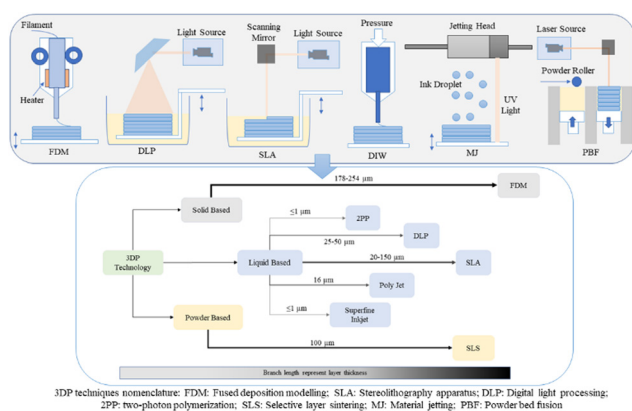 Filament
Heater
FDM
Light Source
DLP
Scanning
Mirror
Light Source
SLA
Pressure
DIW
Jetting Head
Ink Droplet
UV
Light
MJ
Laser Source
Powder Roller
PBF
178-254 μm
Solid Based
FDM
≤1 μm
2PP
25-50 μm
DLP
3DP
Technology
Liquid Based
20-150 μm
SLA
16 μm
Poly Jet
≤1 μm
Superfine
Inkjet
Powder Based
100 μm
SLS
Branch length represent layer thickness
3DP techniques nomenclature: FDM: Fused deposition modelling; SLA: Stereolithography apparatus; DLP: Digital light processing;
2PP: two-photon polymerization; SLS: Selective layer sintering; MJ: Material jetting; PBF: Powder bed fusion